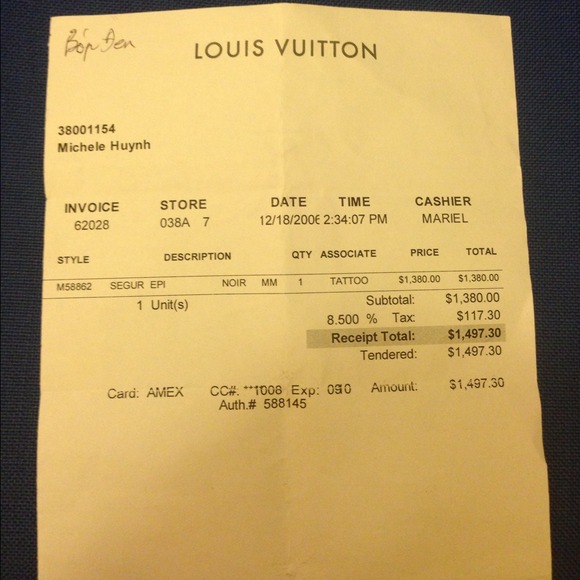 Bóp Đen
LOUIS VUITTON
38001154
Michele Huynh
INVOICE STORE DATE TIME CASHIER
62028 038A 7 12/18/2006 2:34:07 PM MARIEL
STYLE DESCRIPTION QTY ASSOCIATE PRICE TOTAL
M58862 SEGUR EPI NOIR MM 1 TATTOO $1,380.00 $1,380.00
1 Unit(s) Subtotal: $1,380.00
8.500 % Tax: $117.30
Receipt Total: $1,497.30
Tendered: $1,497.30
Card: AMEX CC#. **1008 Exp: 0910 Amount: $1,497.30
Auth.# 588145